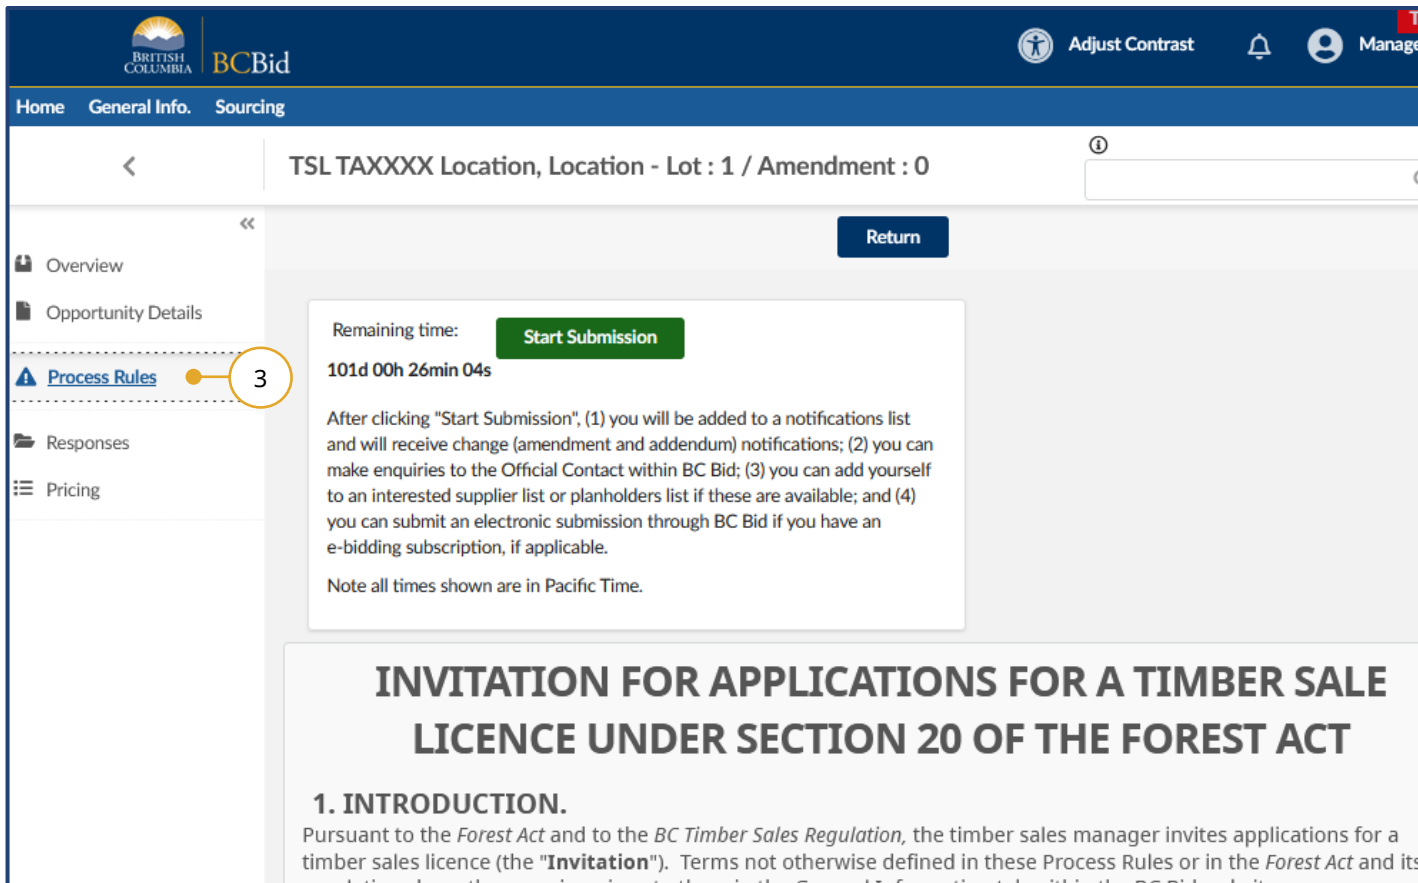 BRITISH
COLUMBIA
BCBid
Adjust Contrast
Manage
Home General Info. Sourcing
TSL TAXXXX Location, Location - Lot : 1 / Amendment : 0
Return
Overview
Opportunity Details
Process Rules
3
Responses
Pricing
Remaining time:
Start Submission
101d 00h 26min 04s
After clicking "Start Submission", (1) you will be added to a notifications list
and will receive change (amendment and addendum) notifications; (2) you can
make enquiries to the Official Contact within BC Bid; (3) you can add yourself
to an interested supplier list or planholders list if these are available; and (4)
you can submit an electronic submission through BC Bid if you have an
e-bidding subscription, if applicable.
Note all times shown are in Pacific Time.
INVITATION FOR APPLICATIONS FOR A TIMBER SALE
LICENCE UNDER SECTION 20 OF THE FOREST ACT
1. INTRODUCTION.
Pursuant to the Forest Act and to the BC Timber Sales Regulation, the timber sales manager invites applications for a
timber sales licence (the "Invitation"). Terms not otherwise defined in these Process Rules or in the Forest Act and its